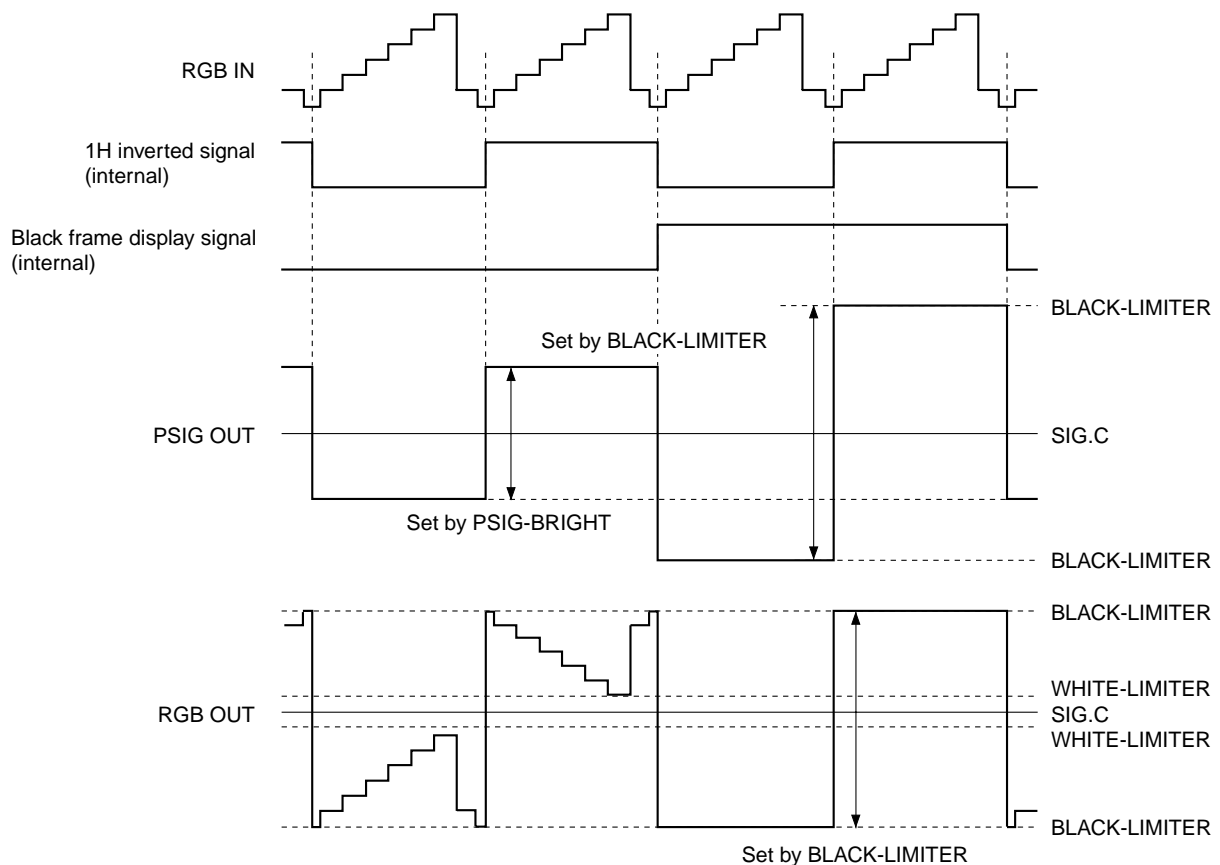 RGB IN
1H inverted signal
(internal)
Black frame display signal
(internal)
BLACK-LIMITER
Set by BLACK-LIMITER
PSIG OUT
SIG.C
Set by PSIG-BRIGHT
BLACK-LIMITER
BLACK-LIMITER
WHITE-LIMITER
RGB OUT
SIG.C
WHITE-LIMITER
BLACK-LIMITER
Set by BLACK-LIMITER